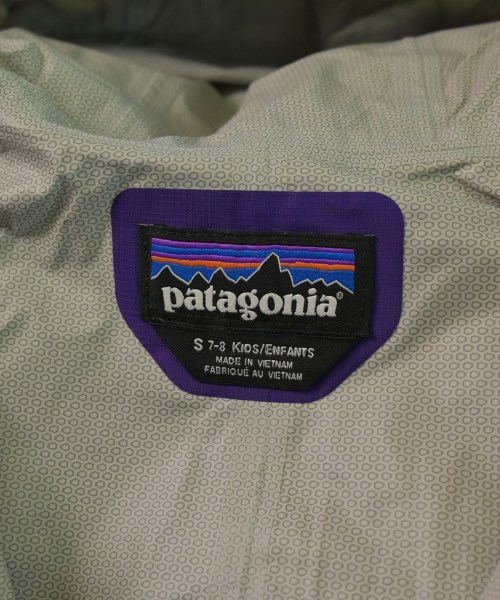 patagonia®
S 7-8 KIDS/ENFANTS
MADE IN VIETNAM
FABRIQUÉ AU VIETNAM